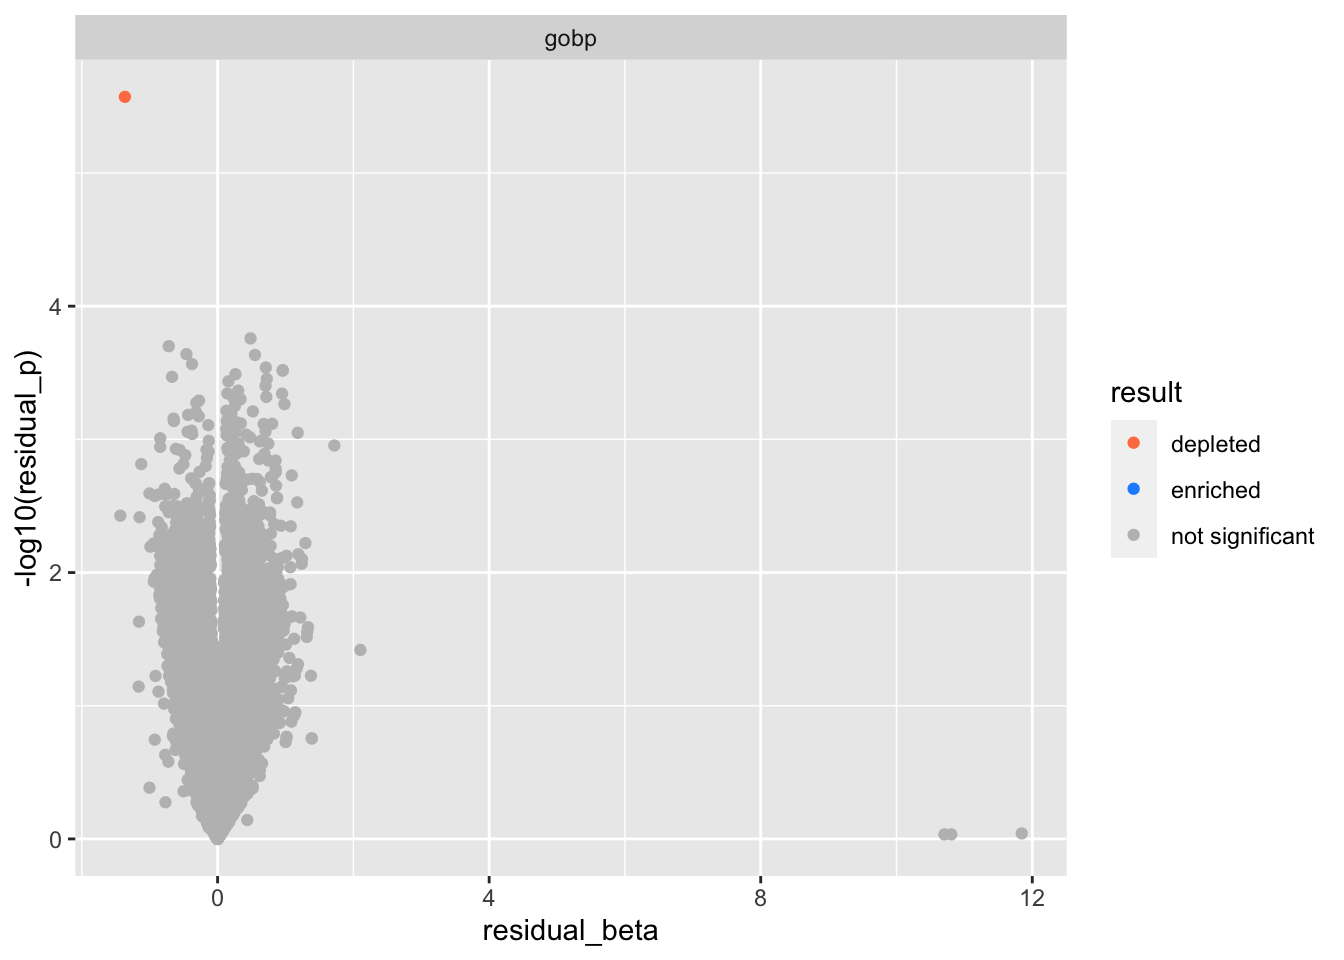 gobp
4
2
0
-log10(residual_p)
0 4 8 12
residual_beta
result
depleted
enriched
not significant